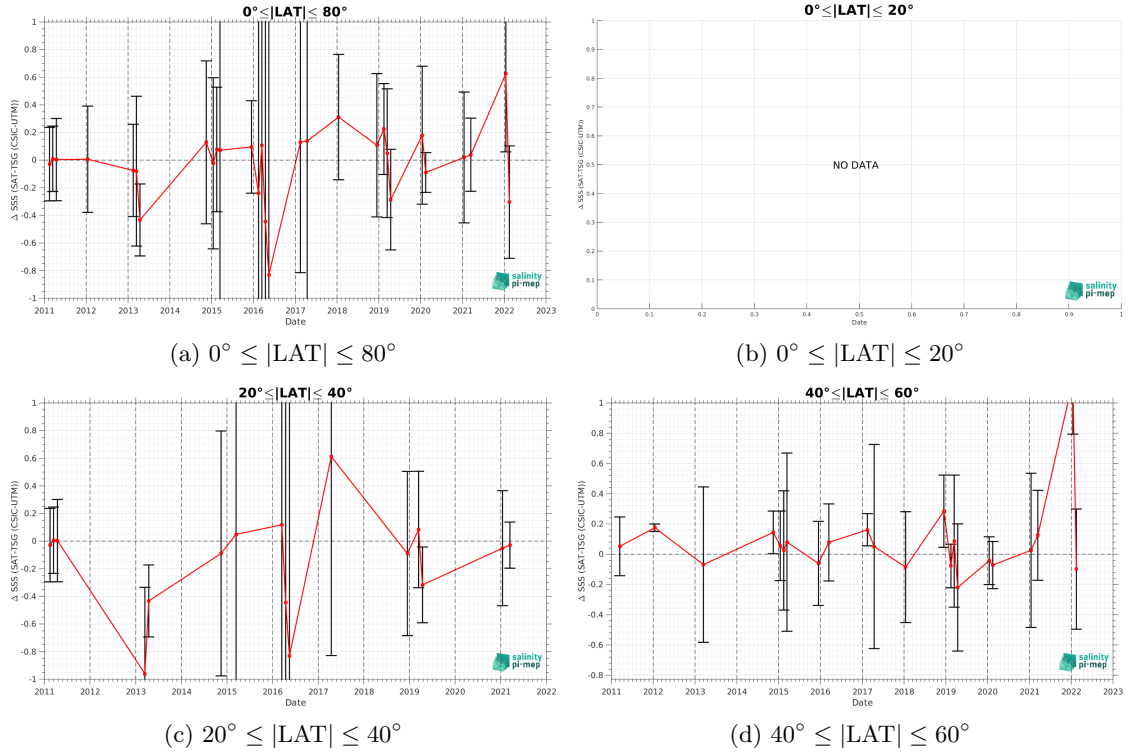 0°≤|LAT|≤ 80°
Δ SSS (SAT-TSG (CSIC-UTM))
1
0.8
0.6
0.4
0.2
0
-0.2
-0.4
-0.6
-0.8
-1
2011 2012 2013 2014 2015 2016 2017 2018 2019 2020 2021 2022 2023
Date
salinity
pi-mep
(a) 0° ≤ |LAT| ≤ 80°
0°≤|LAT|≤ 20°
Δ SSS (SAT-TSG (CSIC-UTM))
1
0.9
0.8
0.7
0.6
0.5
0.4
0.3
0.2
0.1
0
NO DATA
0 0.1 0.2 0.3 0.4 0.5 0.6 0.7 0.8 0.9 1
Date
salinity
pi-mep
(b) 0° ≤ |LAT| ≤ 20°
20°≤|LAT|≤ 40°
Δ SSS (SAT-TSG (CSIC-UTM))
1
0.8
0.6
0.4
0.2
0
-0.2
-0.4
-0.6
-0.8
-1
2011 2012 2013 2014 2015 2016 2017 2018 2019 2020 2021 2022
Date
salinity
pi-mep
(c) 20° ≤ |LAT| ≤ 40°
40°≤|LAT|≤ 60°
Δ SSS (SAT-TSG (CSIC-UTM))
1
0.8
0.6
0.4
0.2
0
-0.2
-0.4
-0.6
-0.8
2011 2012 2013 2014 2015 2016 2017 2018 2019 2020 2021 2022 2023
Date
salinity
pi-mep
(d) 40° ≤ |LAT| ≤ 60°